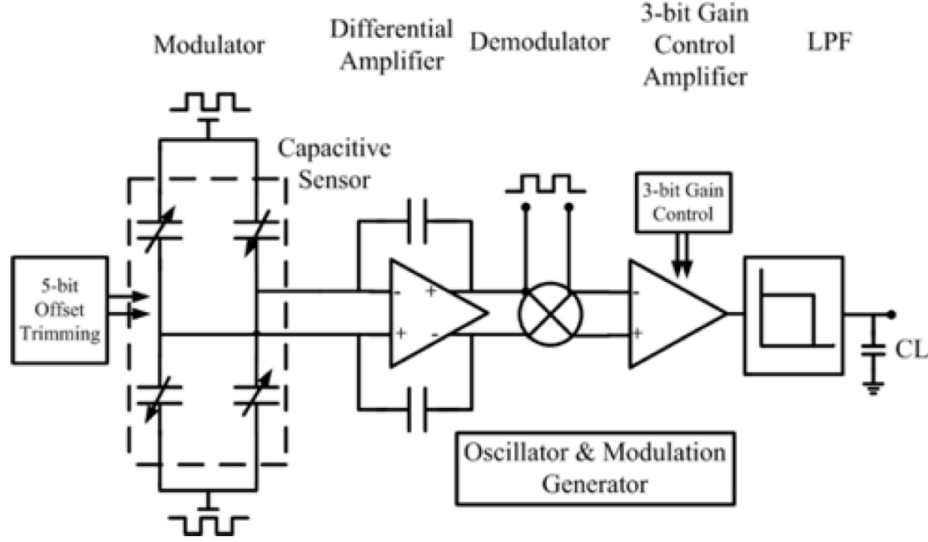 Modulator
Differential
Amplifier
Demodulator
3-bit Gain
Control
Amplifier
LPF
Capacitive
Sensor
3-bit Gain
Control
5-bit
Offset
Trimming
- +
+ -
-
+
CL
Oscillator & Modulation
Generator